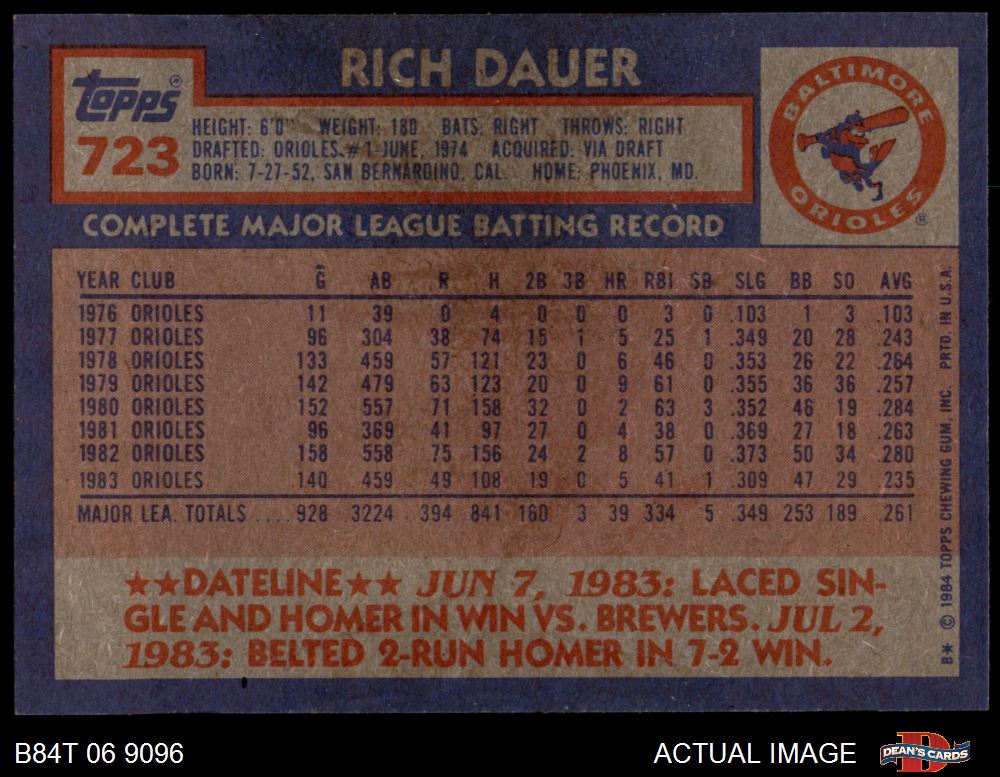 RICH DAUER
Topps®
723
HEIGHT: 6'0" WEIGHT: 180 BATS: RIGHT THROWS: RIGHT
DRAFTED: ORIOLES #1-JUNE, 1974 ACQUIRED: VIA DRAFT
BORN: 7-27-52, SAN BERNARDINO, CAL. HOME: PHOENIX, MD.
BALTIMORE
ORIOLES ®
COMPLETE MAJOR LEAGUE BATTING RECORD
YEAR CLUB G AB R H 2B 3B HR RBI SB SLG BB SO AVG
1976 ORIOLES 11 39 0 4 0 0 0 3 0 .103 1 3 .103
1977 ORIOLES 96 304 38 74 15 1 5 25 1 .349 20 28 .243
1978 ORIOLES 133 459 57 121 23 0 6 46 0 .353 26 22 .264
1979 ORIOLES 142 479 63 123 20 0 9 61 0 .355 36 36 .257
1980 ORIOLES 152 557 71 158 32 0 2 63 3 .352 46 19 .284
1981 ORIOLES 96 369 41 97 27 0 4 38 0 .369 27 18 .263
1982 ORIOLES 158 558 75 156 24 2 8 57 0 .373 50 34 .280
1983 ORIOLES 140 459 49 108 19 0 5 41 1 .309 47 29 .235
MAJOR LEA. TOTALS .... 928 3224 394 841 160 3 39 334 5 .349 253 189 .261
★★DATELINE★★ JUN 7, 1983: LACED SIN-
GLE AND HOMER IN WIN VS. BREWERS. JUL 2,
1983: BELTED 2-RUN HOMER IN 7-2 WIN.
B* © 1984 TOPPS CHEWING GUM, INC. PRTD. IN U.S.A.
B84T 06 9096
ACTUAL IMAGE
DEAN'S CARDS